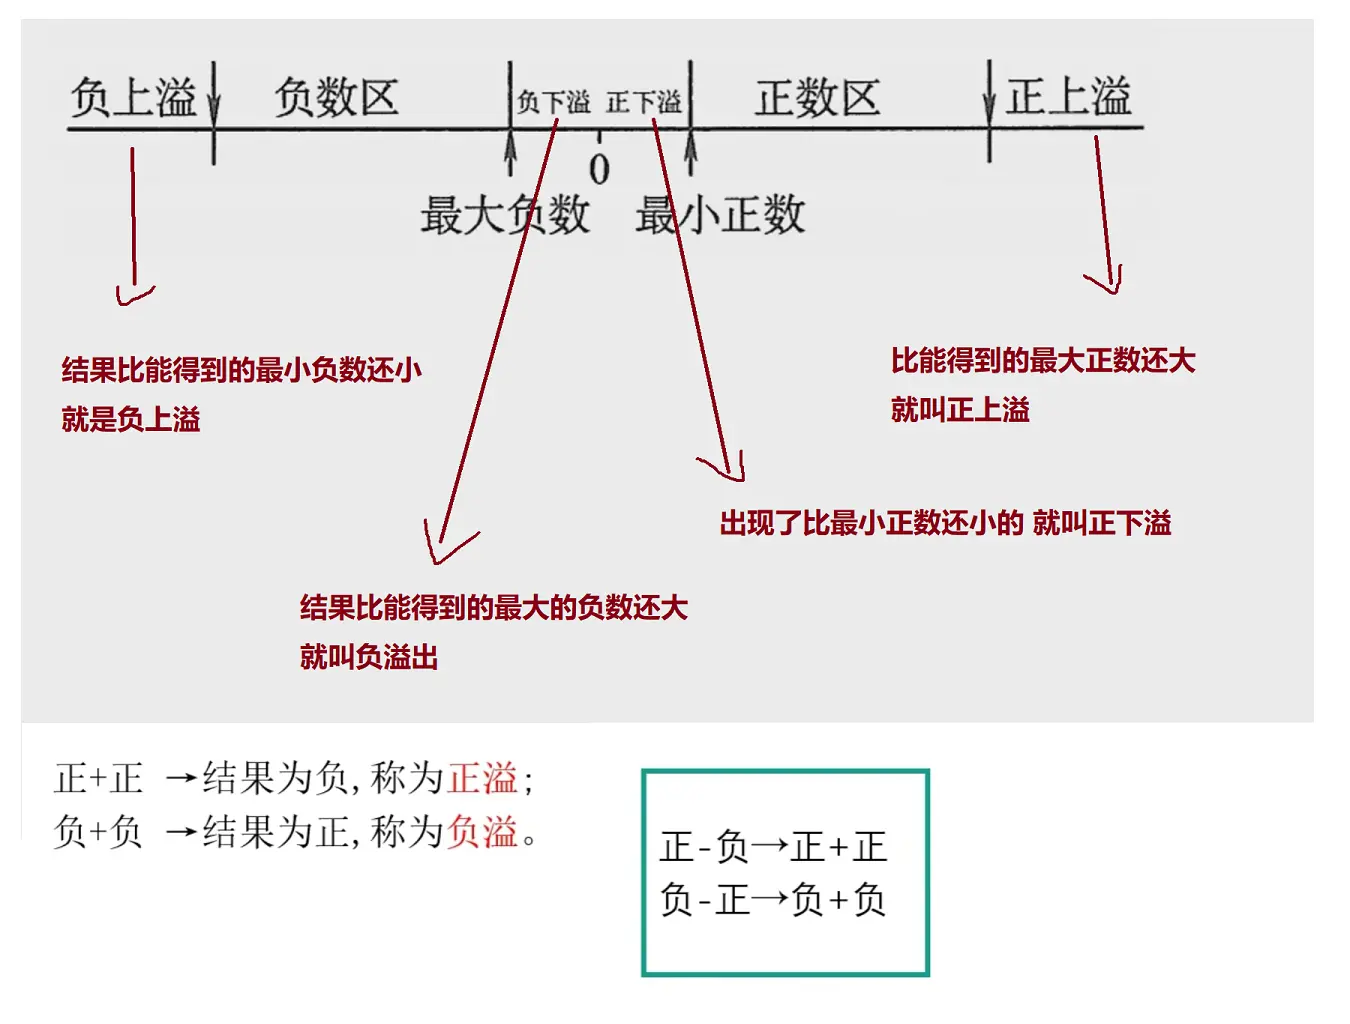 负上溢 负数区 负下溢 正下溢 正数区 正上溢
0
最大负数 最小正数
结果比能得到的最小负数还小
就是负上溢
比能得到的最大正数还大
就叫正上溢
出现了比最小正数还小的 就叫正下溢
结果比能得到的最大的负数还大
就叫负溢出
正+正 →结果为负,称为正溢;
负+负 →结果为正,称为负溢。
正-负→正+正
负-正→负+负